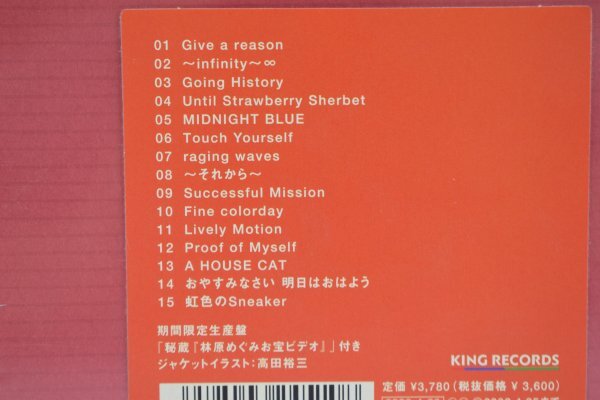 01 Give a reason
02 〜infinity〜∞
03 Going History
04 Until Strawberry Sherbet
05 MIDNIGHT BLUE
06 Touch Yourself
07 raging waves
08 〜それから〜
09 Successful Mission
10 Fine colorday
11 Lively Motion
12 Proof of Myself
13 A HOUSE CAT
14 おやすみなさい 明日はおはよう
15 虹色のSneaker
期間限定生産盤
「秘蔵『林原めぐみお宝ビデオ』」付き
ジャケットイラスト:高田裕三
KING RECORDS
定価 ¥3,780(税抜価格 ¥ 3,600)